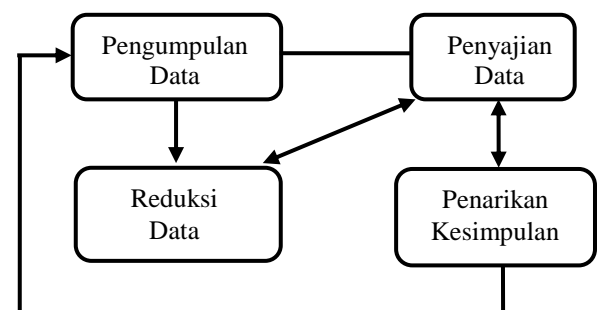 Pengumpulan
Data
Penyajian
Data
Reduksi
Data
Penarikan
Kesimpulan